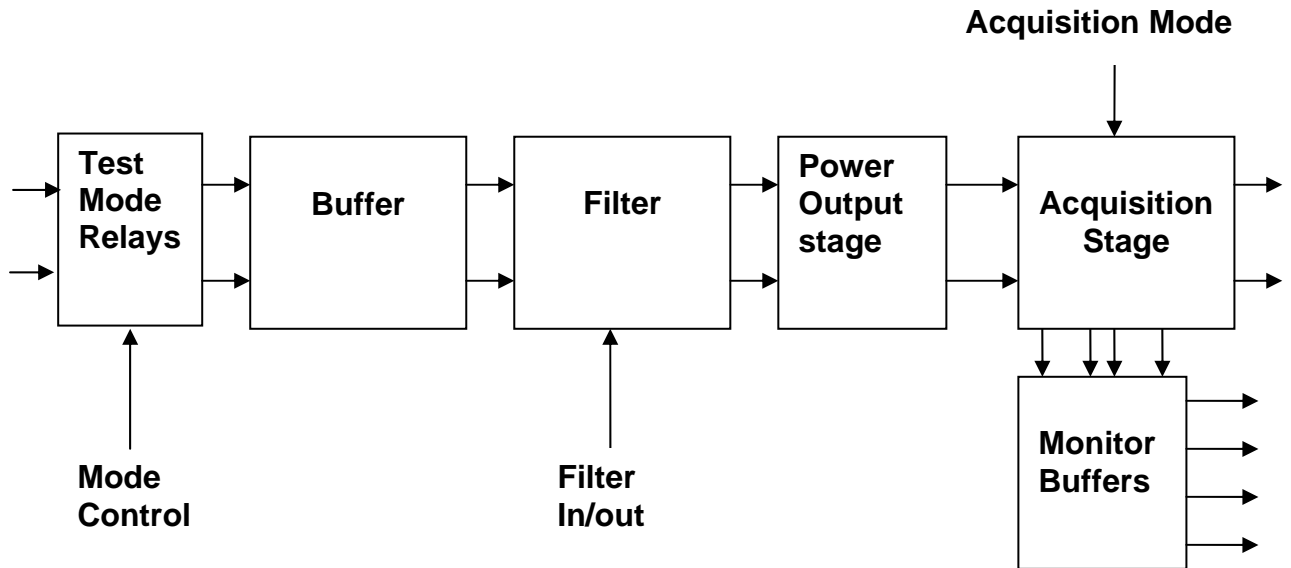 Acquisition Mode
Test
Mode
Relays
Buffer
Filter
Power
Output
stage
Acquisition
Stage
Monitor
Buffers
Mode
Control
Filter
In/out